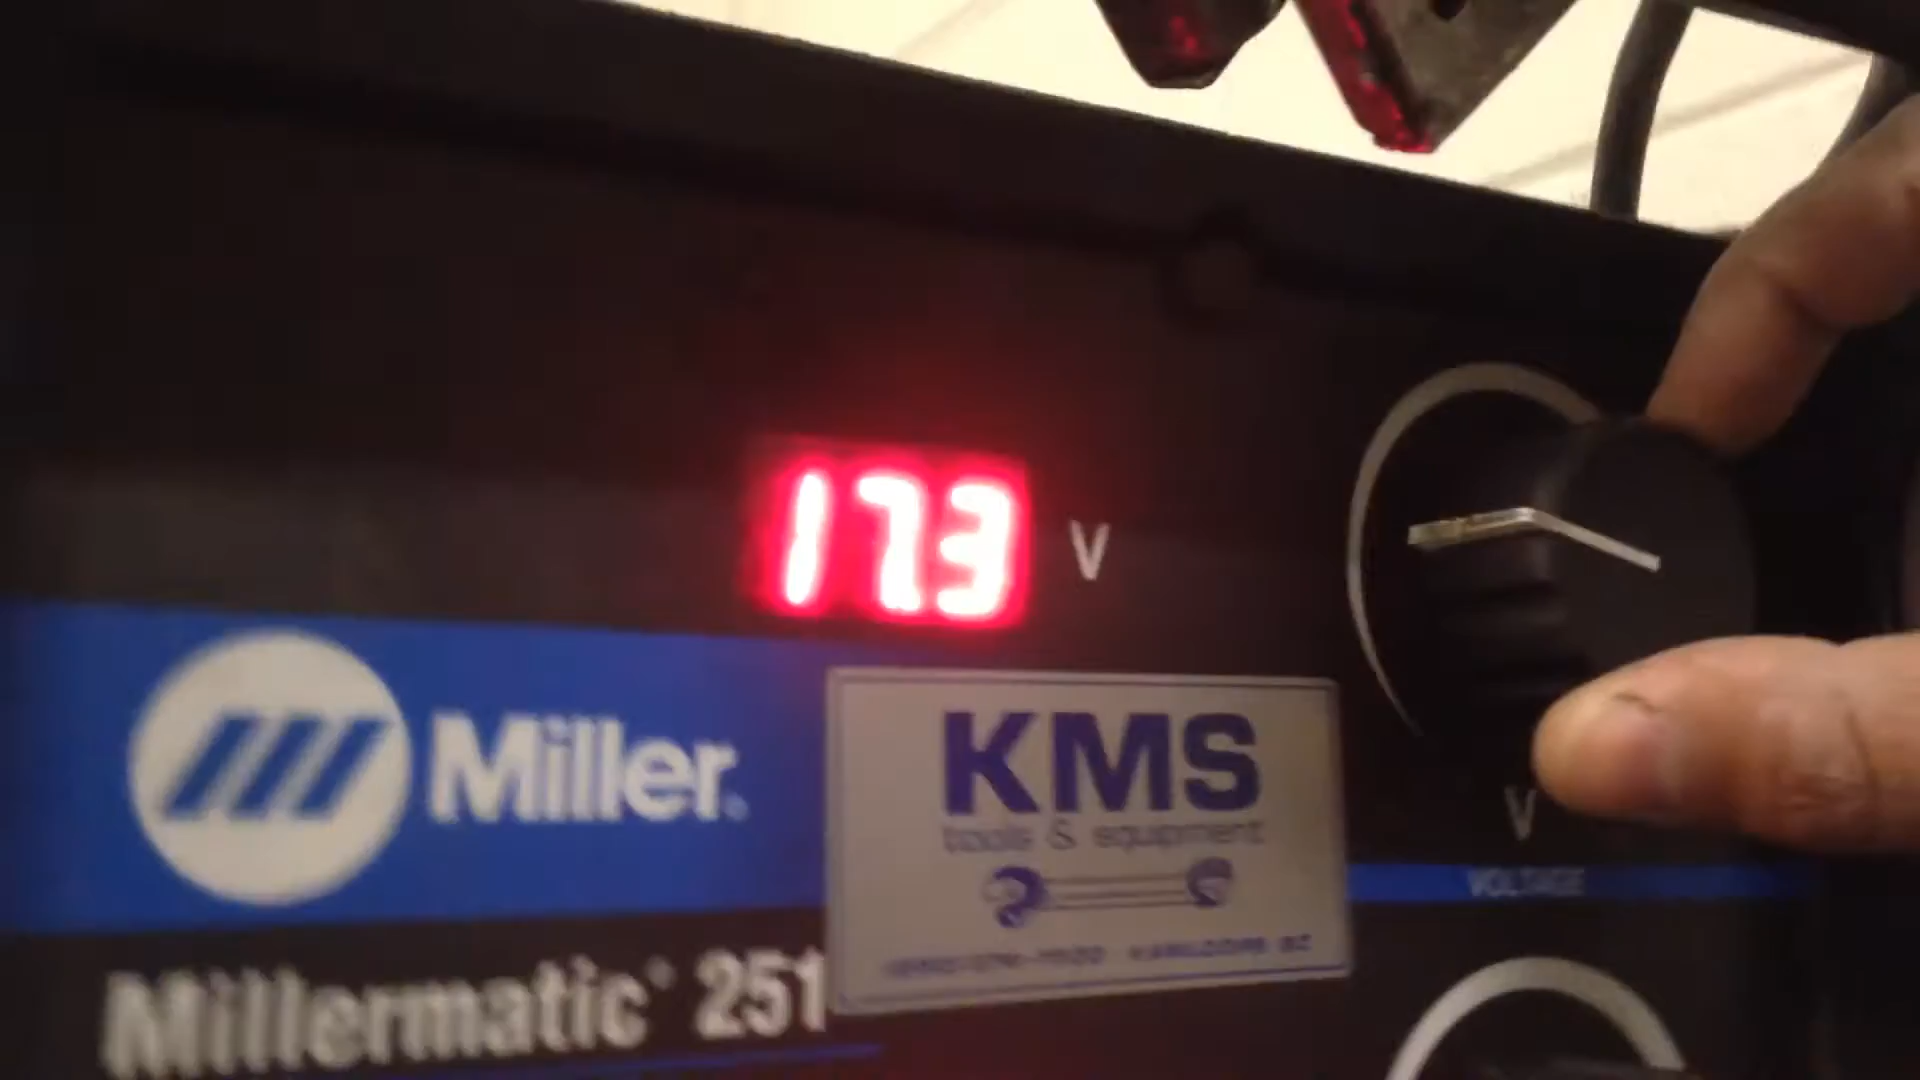 173 V
Miller®
KMS
tools & equipment
V
VOLTAGE
Millermatic® 251